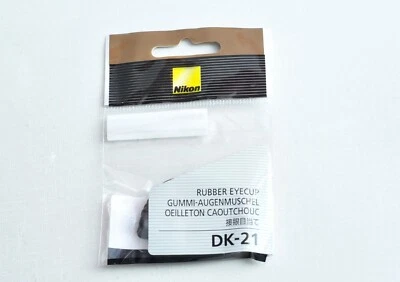 Nikon
RUBBER EYECUP
GUMMI-AUGENMUSCHEL
OEILLETON CAOUTCHOUC
接眼目当て
DK-21